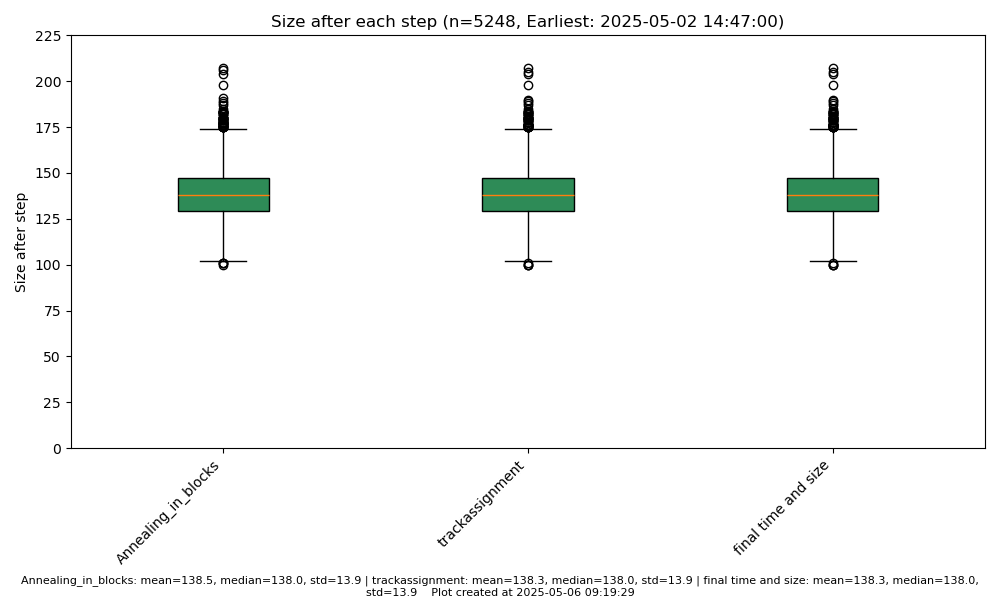 Size after each step (n=5248, Earliest: 2025-05-02 14:47:00)
225
200
175
150
125
100
75
50
25
0
Size after step
Annealing_in_blocks
trackassignment
final time and size
Annealing_in_blocks: mean=138.5, median=138.0, std=13.9 | trackassignment: mean=138.3, median=138.0, std=13.9 | final time and size: mean=138.3, median=138.0,
std=13.9    Plot created at 2025-05-06 09:19:29